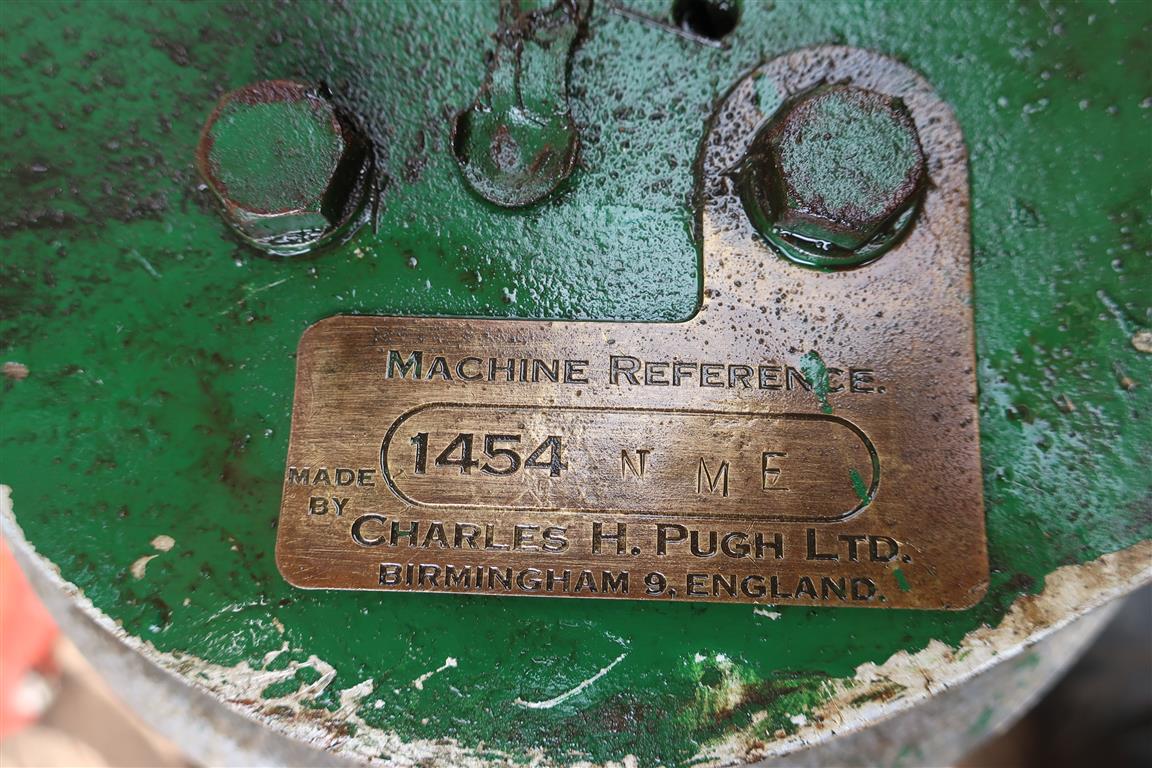 MACHINE REFERENCE.
1454 N M E
MADE
BY
CHARLES H. PUGH LTD.
BIRMINGHAM 9, ENGLAND.